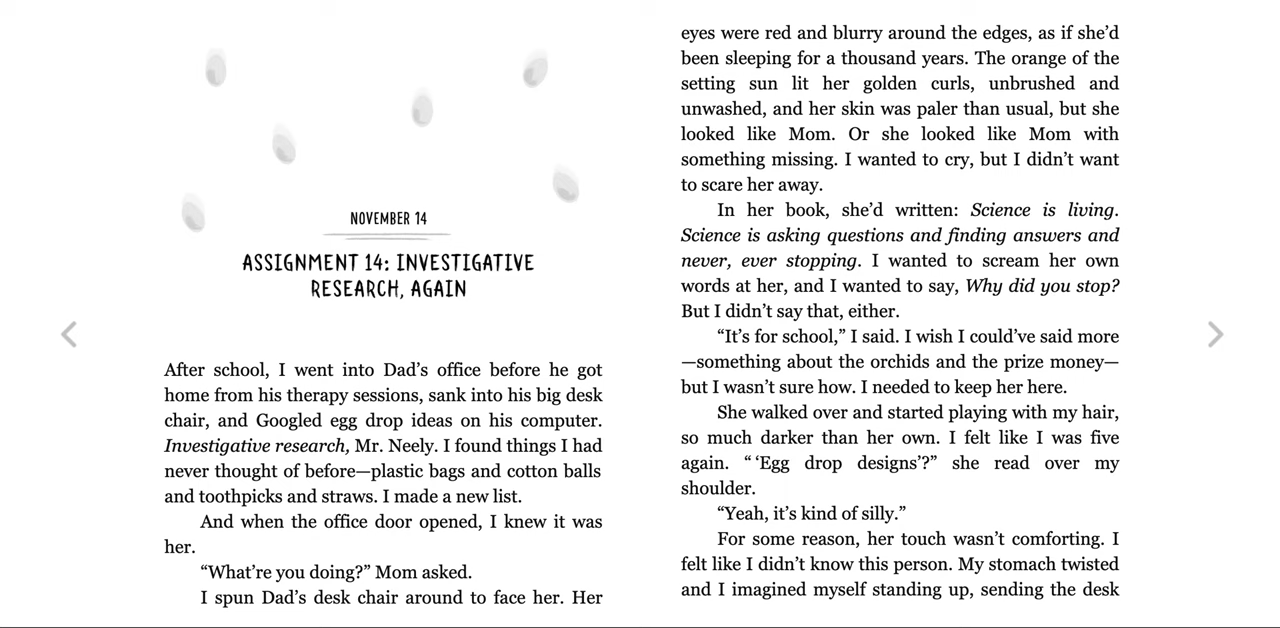 NOVEMBER 14
ASSIGNMENT 14: INVESTIGATIVE
RESEARCH, AGAIN
After school, I went into Dad’s office before he got
home from his therapy sessions, sank into his big desk
chair, and Googled egg drop ideas on his computer.
Investigative research, Mr. Neely. I found things I had
never thought of before—plastic bags and cotton balls
and toothpicks and straws. I made a new list.
And when the office door opened, I knew it was
her.
“What’re you doing?” Mom asked.
I spun Dad’s desk chair around to face her. Her
eyes were red and blurry around the edges, as if she’d
been sleeping for a thousand years. The orange of the
setting sun lit her golden curls, unbrushed and
unwashed, and her skin was paler than usual, but she
looked like Mom. Or she looked like Mom with
something missing. I wanted to cry, but I didn’t want
to scare her away.
In her book, she’d written: Science is living.
Science is asking questions and finding answers and
never, ever stopping. I wanted to scream her own
words at her, and I wanted to say, Why did you stop?
But I didn’t say that, either.
“It’s for school,” I said. I wish I could’ve said more
—something about the orchids and the prize money—
but I wasn’t sure how. I needed to keep her here.
She walked over and started playing with my hair,
so much darker than her own. I felt like I was five
again. “ ‘Egg drop designs’?” she read over my
shoulder.
“Yeah, it’s kind of silly.”
For some reason, her touch wasn’t comforting. I
felt like I didn’t know this person. My stomach twisted
and I imagined myself standing up, sending the desk